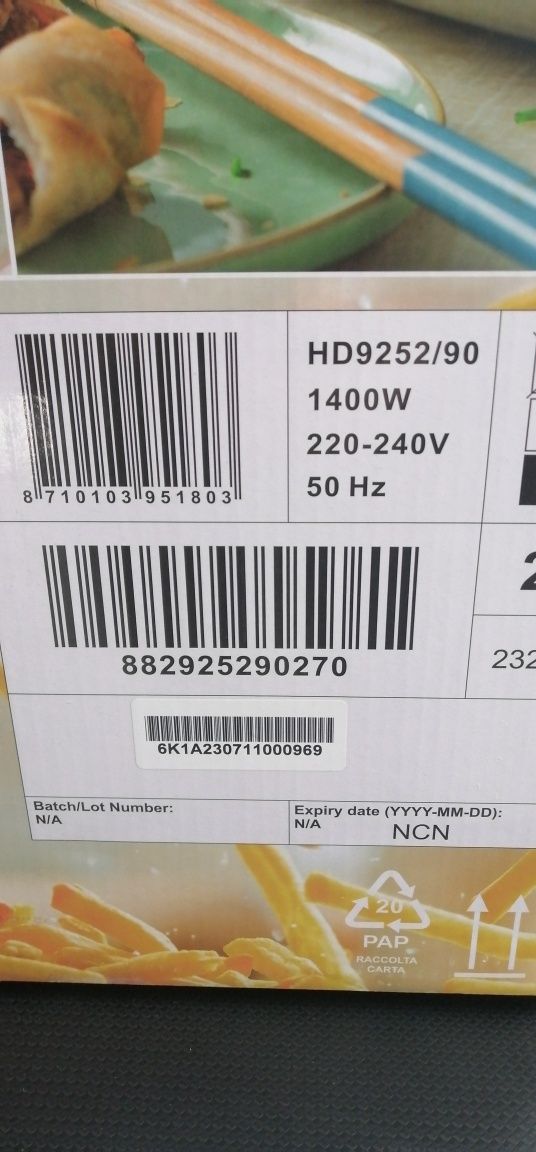 HD9252/90
1400W
220-240V
50 Hz
8 710103 951803
882925290270
232
6K1A230711000969
Batch/Lot Number:
N/A
Expiry date (YYYY-MM-DD):
N/A
NCN
20
PAP
RACCOLTA
CARTA